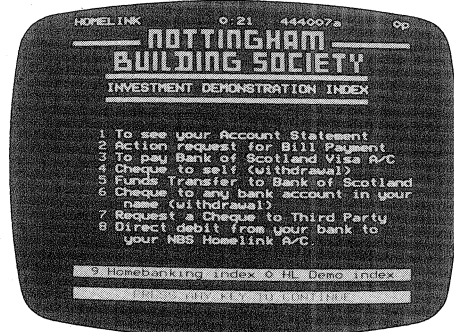 HOMELINK 0:21 444007a 0p
NOTTINGHAM
BUILDING SOCIETY
INVESTMENT DEMONSTRATION INDEX
1 To see your Account Statement
2 Action request for Bill Payment
3 To pay Bank of Scotland Visa A/C
4 Cheque to self (withdrawal)
5 Funds Transfer to Bank of Scotland
6 Cheque to any bank account in your
name (withdrawal)
7 Request a Cheque to Third Party
8 Direct debit from your bank to
your NBS Homelink A/C.
9 Homebanking index 0 HL Demo index
PRESS ANY KEY TO CONTINUE